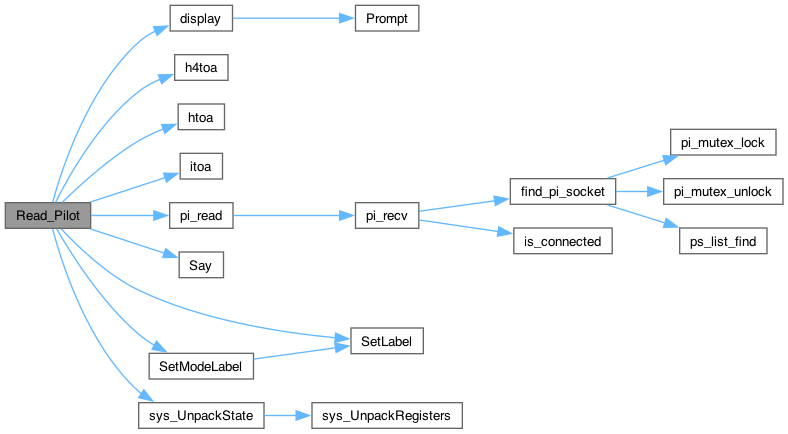 display
Prompt
h4toa
htoa
pi_mutex_lock
itoa
find_pi_socket
pi_mutex_unlock
Read_Pilot
pi_read
pi_recv
is_connected
ps_list_find
Say
SetLabel
SetModeLabel
sys_UnpackState
sys_UnpackRegisters